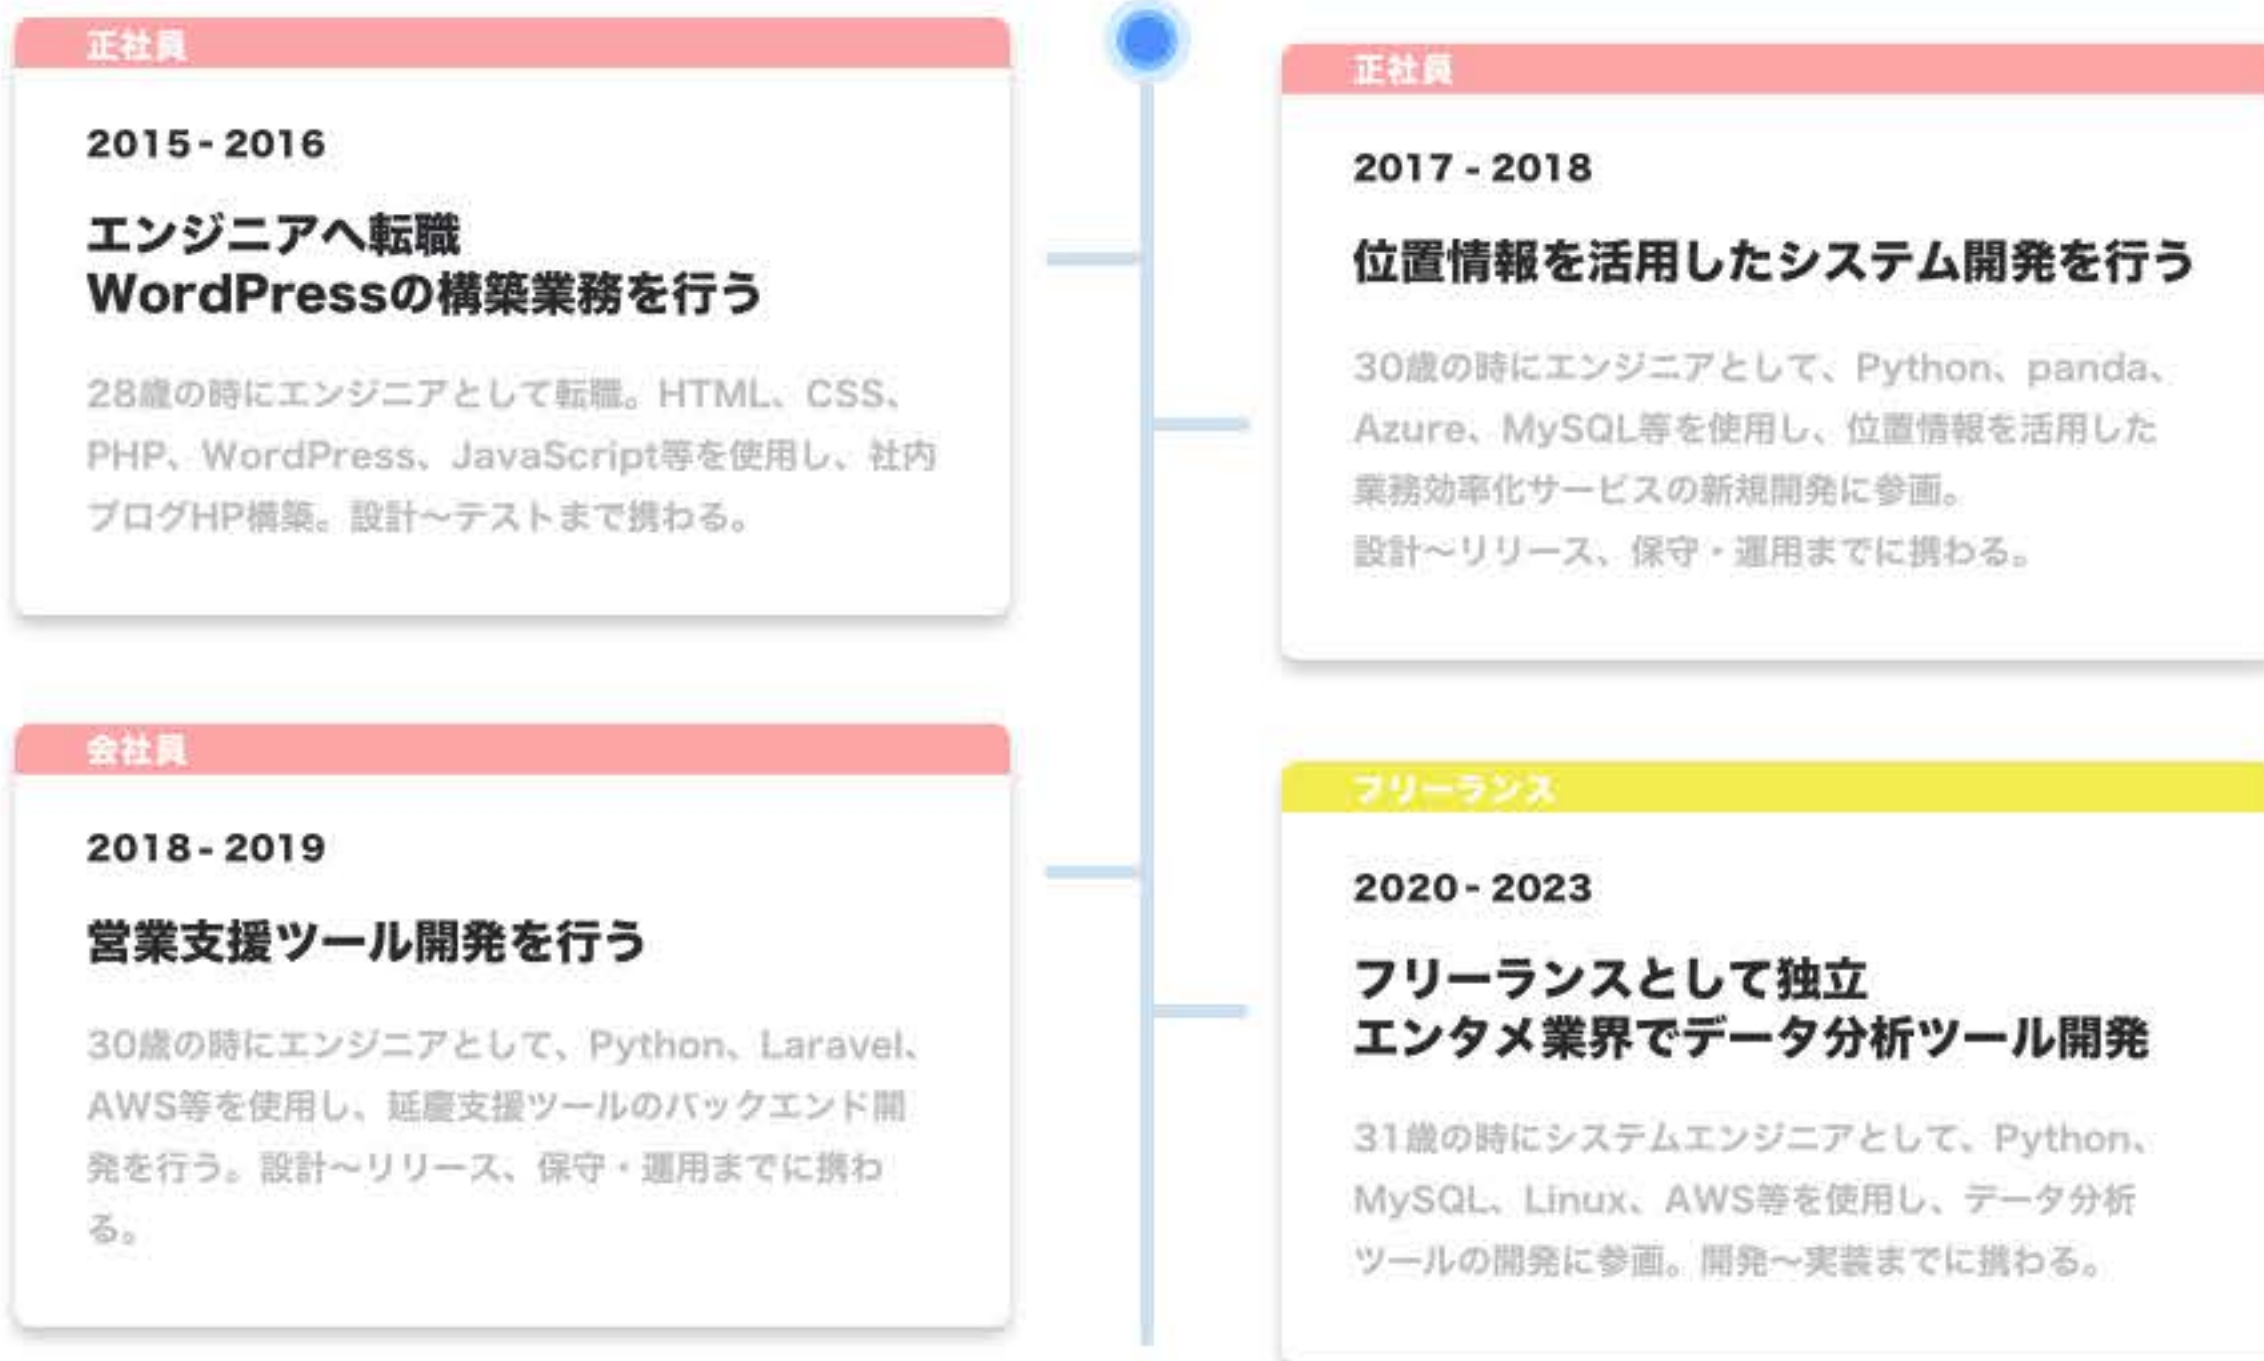 正社員
2015 - 2016
エンジニアへ転職
WordPressの構築業務を行う
28歳の時にエンジニアとして転職。HTML、CSS、
PHP、WordPress、JavaScript等を使用し、社内
ブログHP構築。設計〜テストまで携わる。
正社員
2017 - 2018
位置情報を活用したシステム開発を行う
30歳の時にエンジニアとして、Python、panda、
Azure、MySQL等を使用し、位置情報を活用した
業務効率化サービスの新規開発に参画。
設計〜リリース、保守・運用までに携わる。
会社員
2018 - 2019
営業支援ツール開発を行う
30歳の時にエンジニアとして、Python、Laravel、
AWS等を使用し、延慶支援ツールのバックエンド開
発を行う。設計〜リリース、保守・運用までに携わ
る。
フリーランス
2020 - 2023
フリーランスとして独立
エンタメ業界でデータ分析ツール開発
31歳の時にシステムエンジニアとして、Python、
MySQL、Linux、AWS等を使用し、データ分析
ツールの開発に参画。開発〜実装までに携わる。